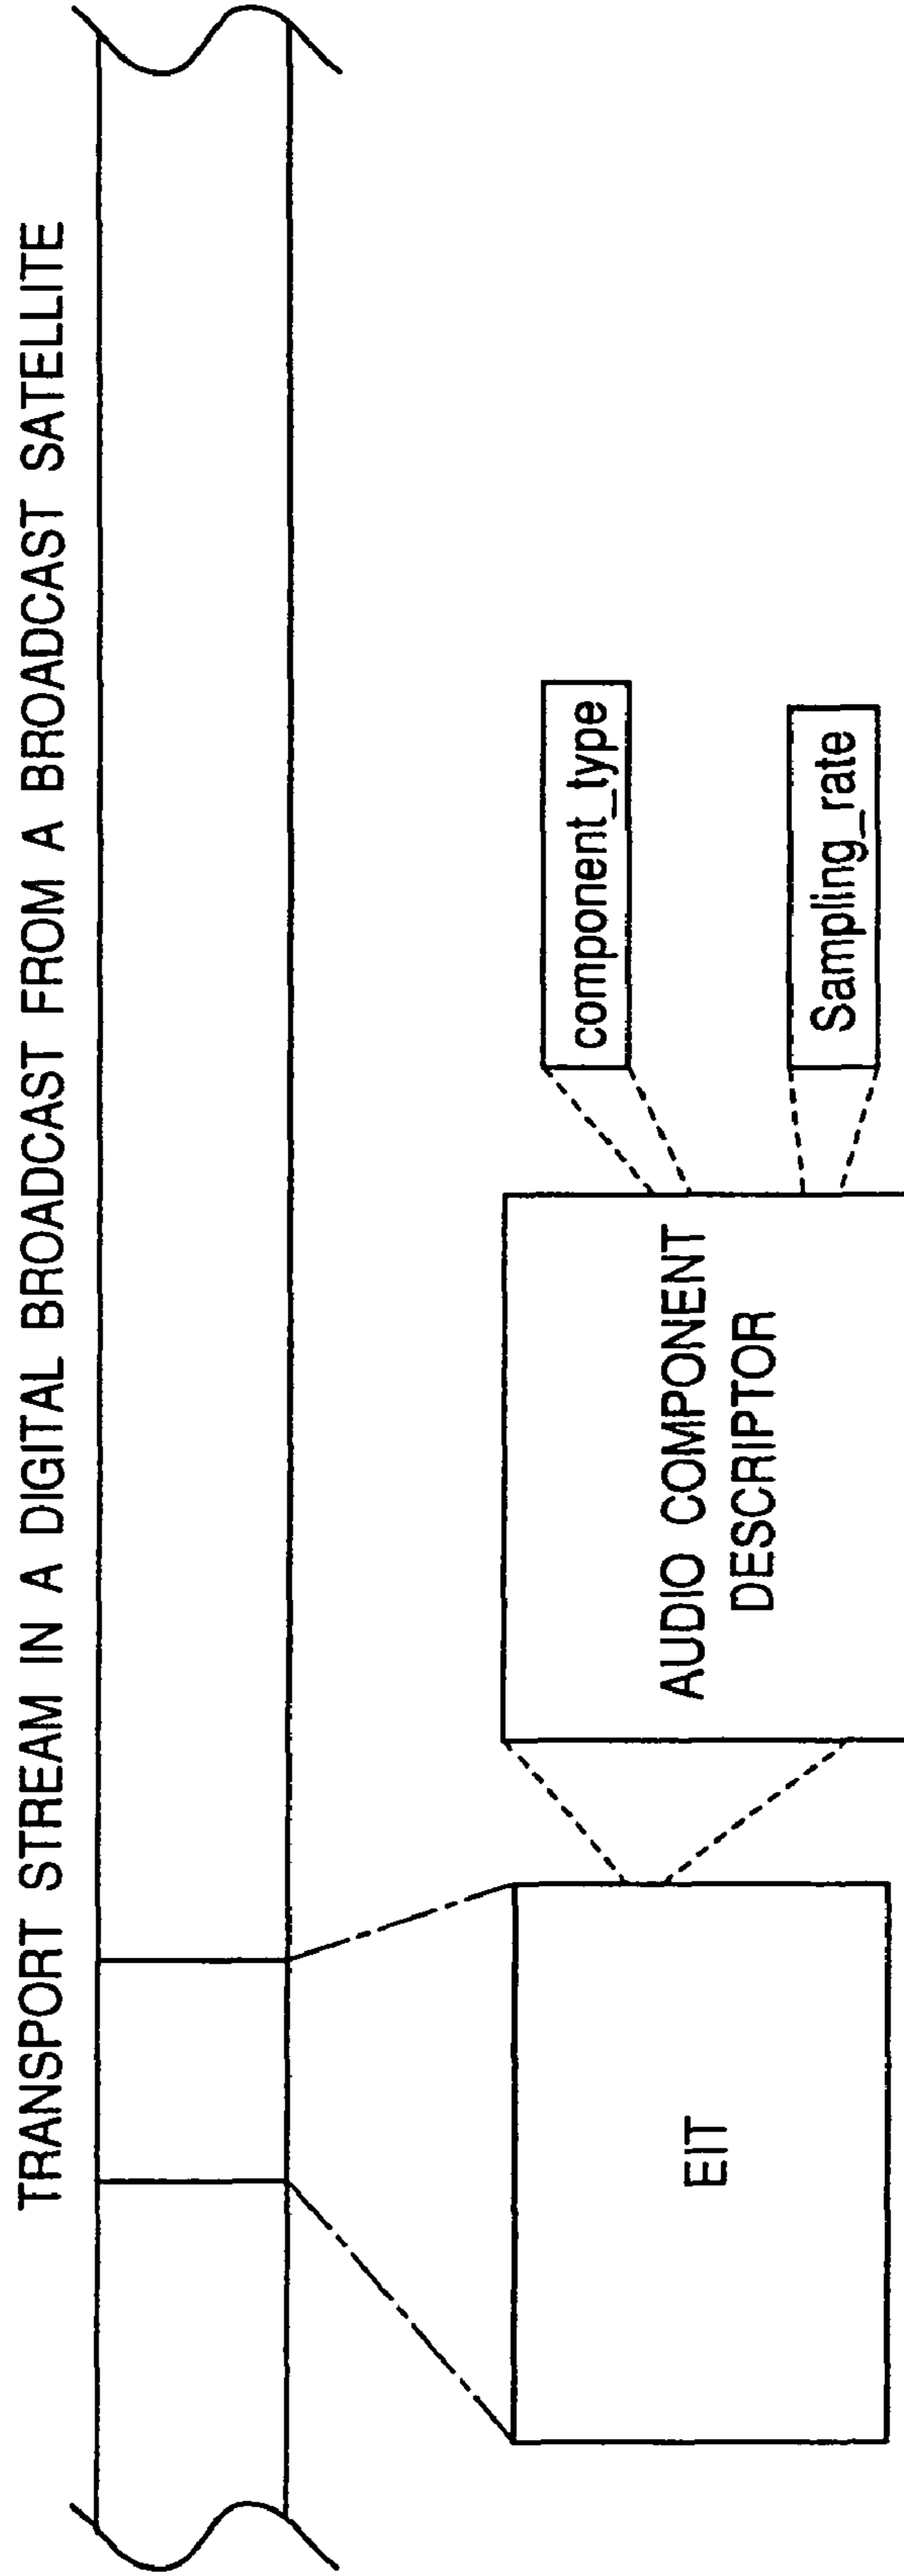 TRANSPORT STREAM IN A DIGITAL BROADCAST FROM A BROADCAST SATELLITE
EIT
AUDIO COMPONENT
DESCRIPTOR
component_type
Sampling_rate